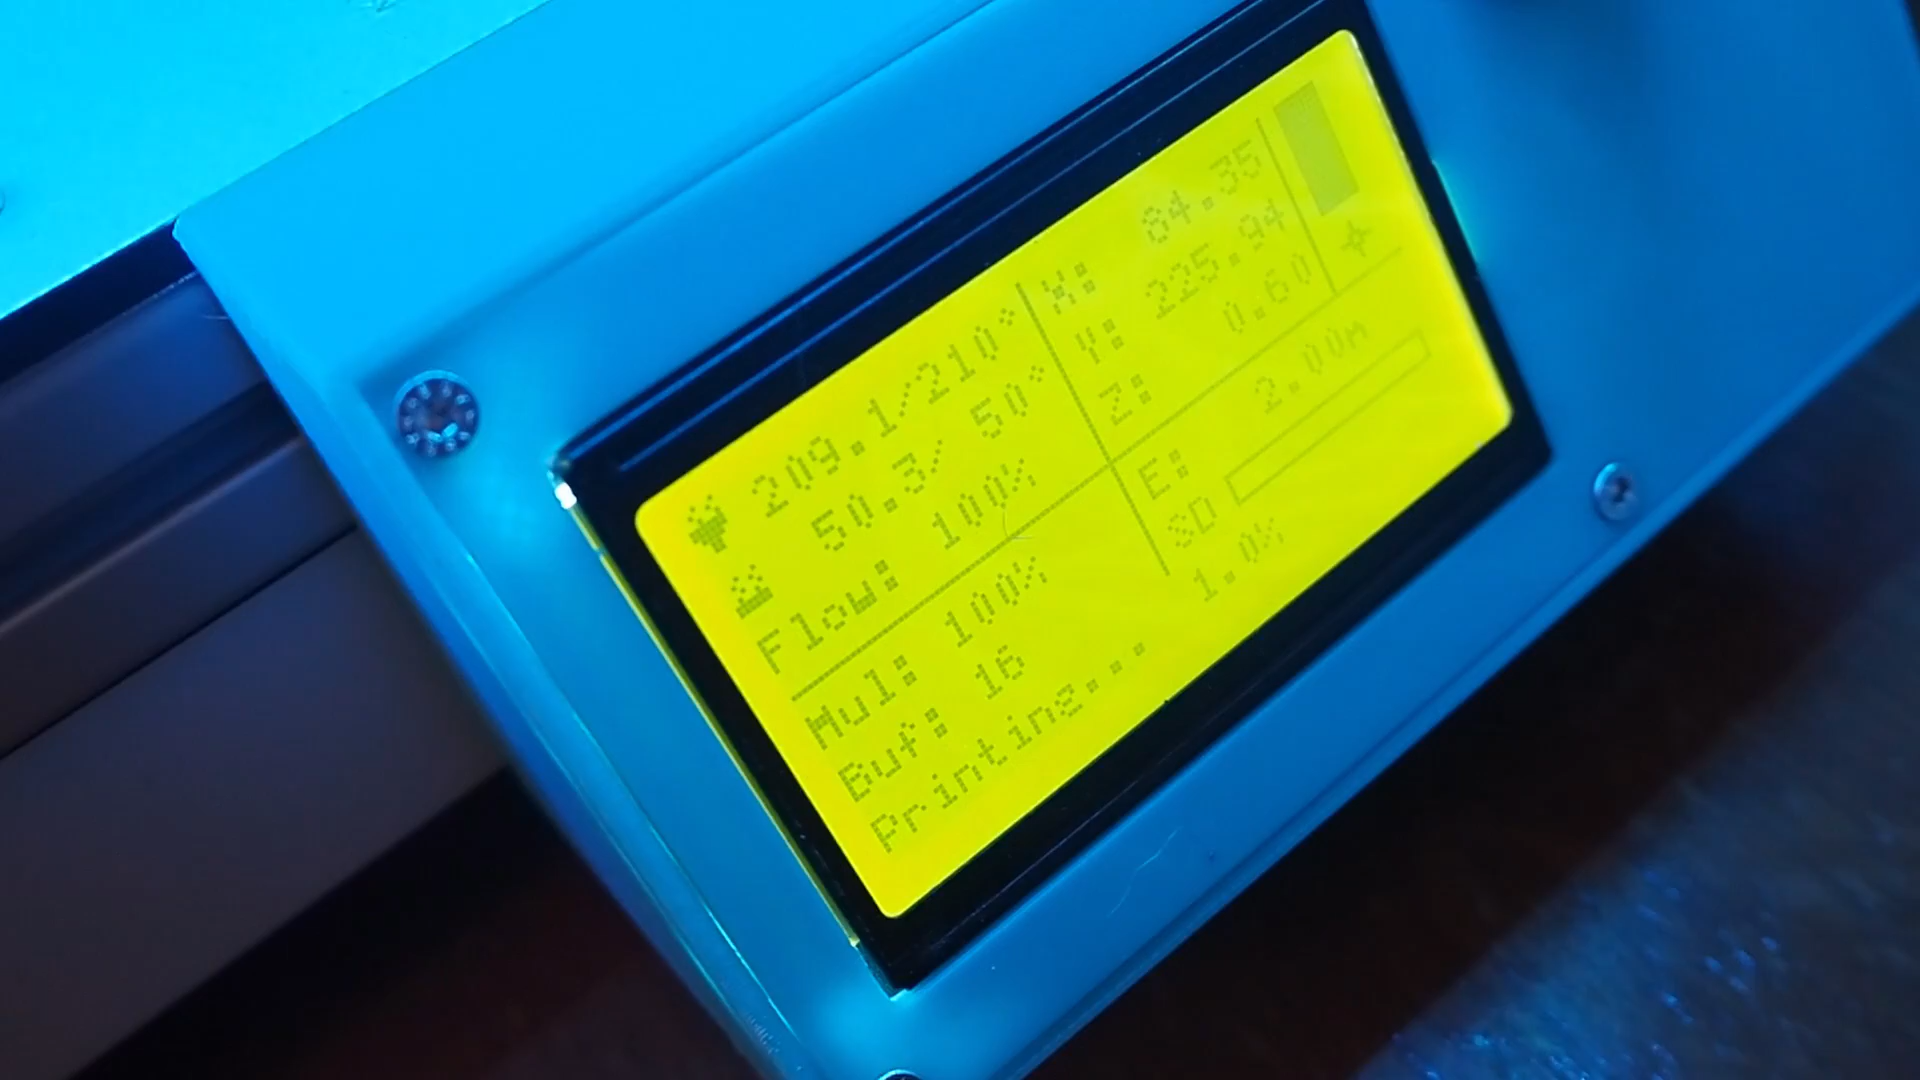 209.1/210°
50.3/ 50°
Flow: 100%
X: 84.35
Y: 225.94
Z: 0.60
Mul: 100%
Buf: 16
E: 2.00m
SD
1.0%
Printing...